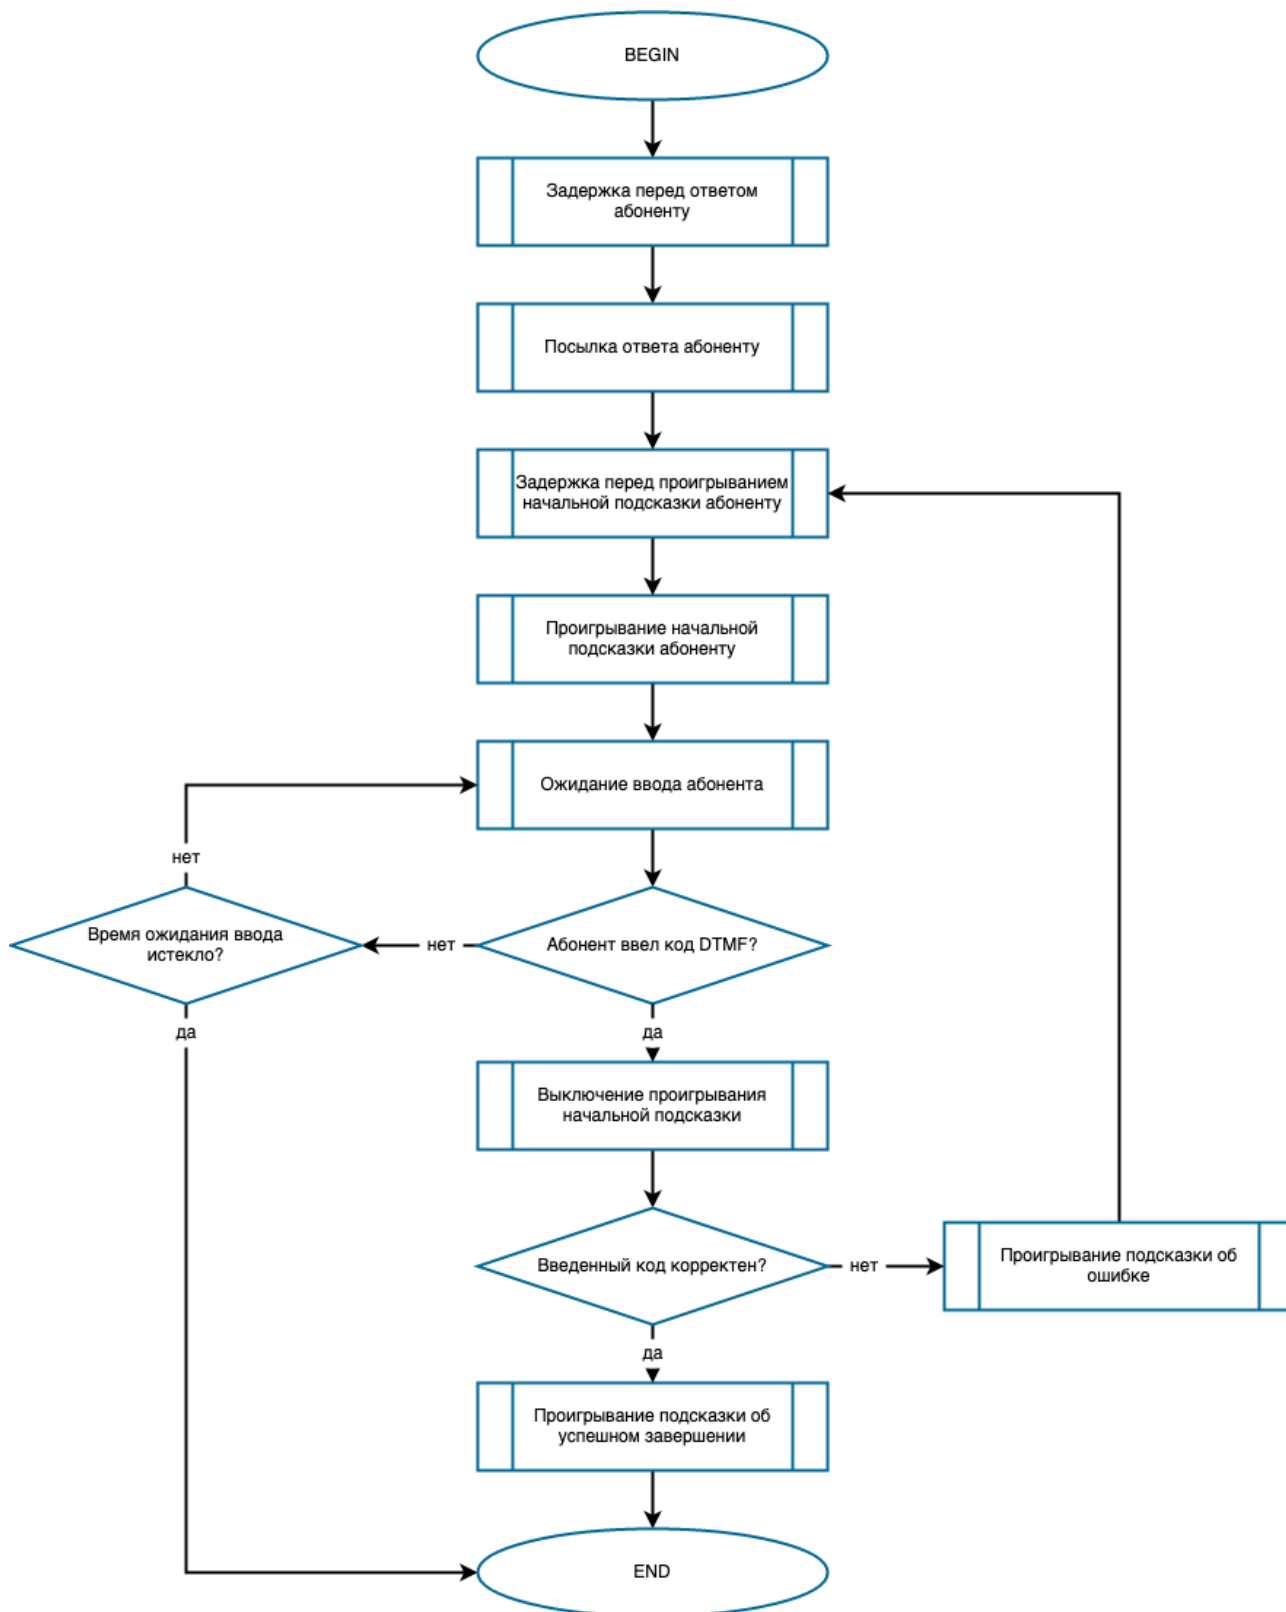 BEGIN
Задержка перед ответом
абоненту
Посылка ответа абоненту
Задержка перед проигрыванием
начальной подсказки абоненту
Проигрывание начальной
подсказки абоненту
Ожидание ввода абонента
нет
Время ожидания ввода
истекло?
нет
Абонент ввел код DTMF?
да
да
Выключение проигрывания
начальной подсказки
Введенный код корректен?
нет
Проигрывание подсказки об
ошибке
да
Проигрывание подсказки об
успешном завершении
END